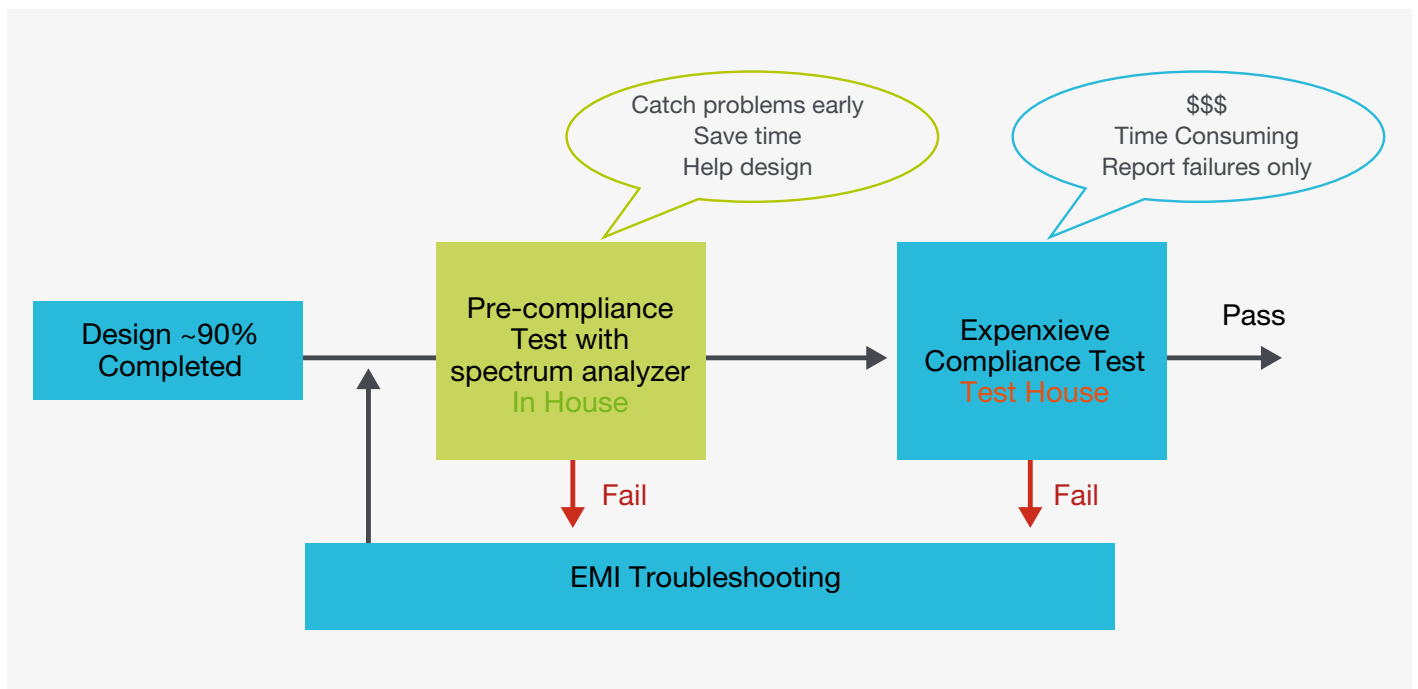 Catch problems early
Save time
Help design
$$$
Time Consuming
Report failures only
Design ~90%
Completed
Pre-compliance
Test with
spectrum analyzer
In House
Expenxieve
Compliance Test
Test House
Pass
Fail
Fail
EMI Troubleshooting